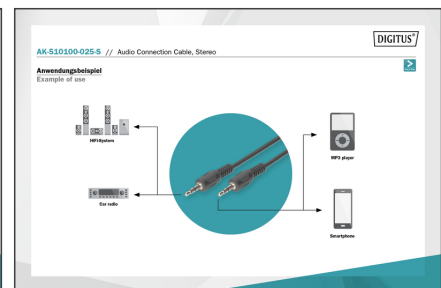 DIGITUS®
AK-510100-025-S // Audio Connection Cable, Stereo
Anwendungsbeispiel
Example of use
HiFi-System
MP3 player
Car radio
Smartphone